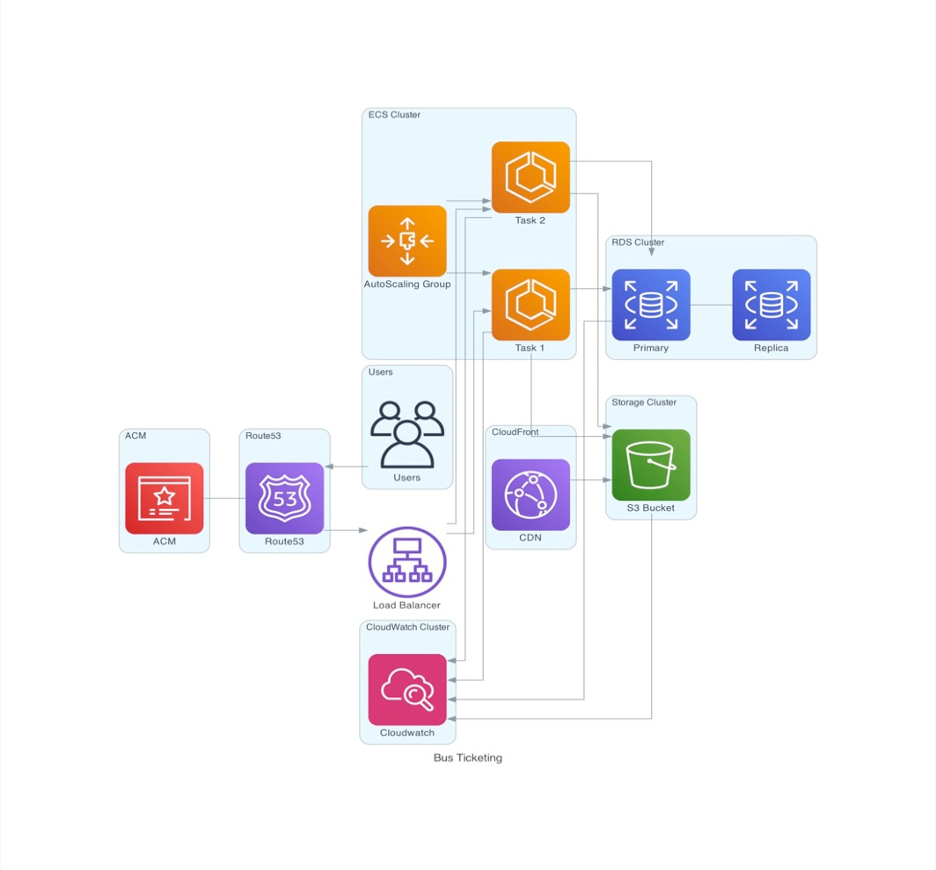 ECS Cluster
Task 2
AutoScaling Group
Task 1
RDS Cluster
Primary
Replica
Users
Users
ACM
ACM
Route53
53
Route53
CloudFront
CDN
Storage Cluster
S3 Bucket
Load Balancer
CloudWatch Cluster
Cloudwatch
Bus Ticketing